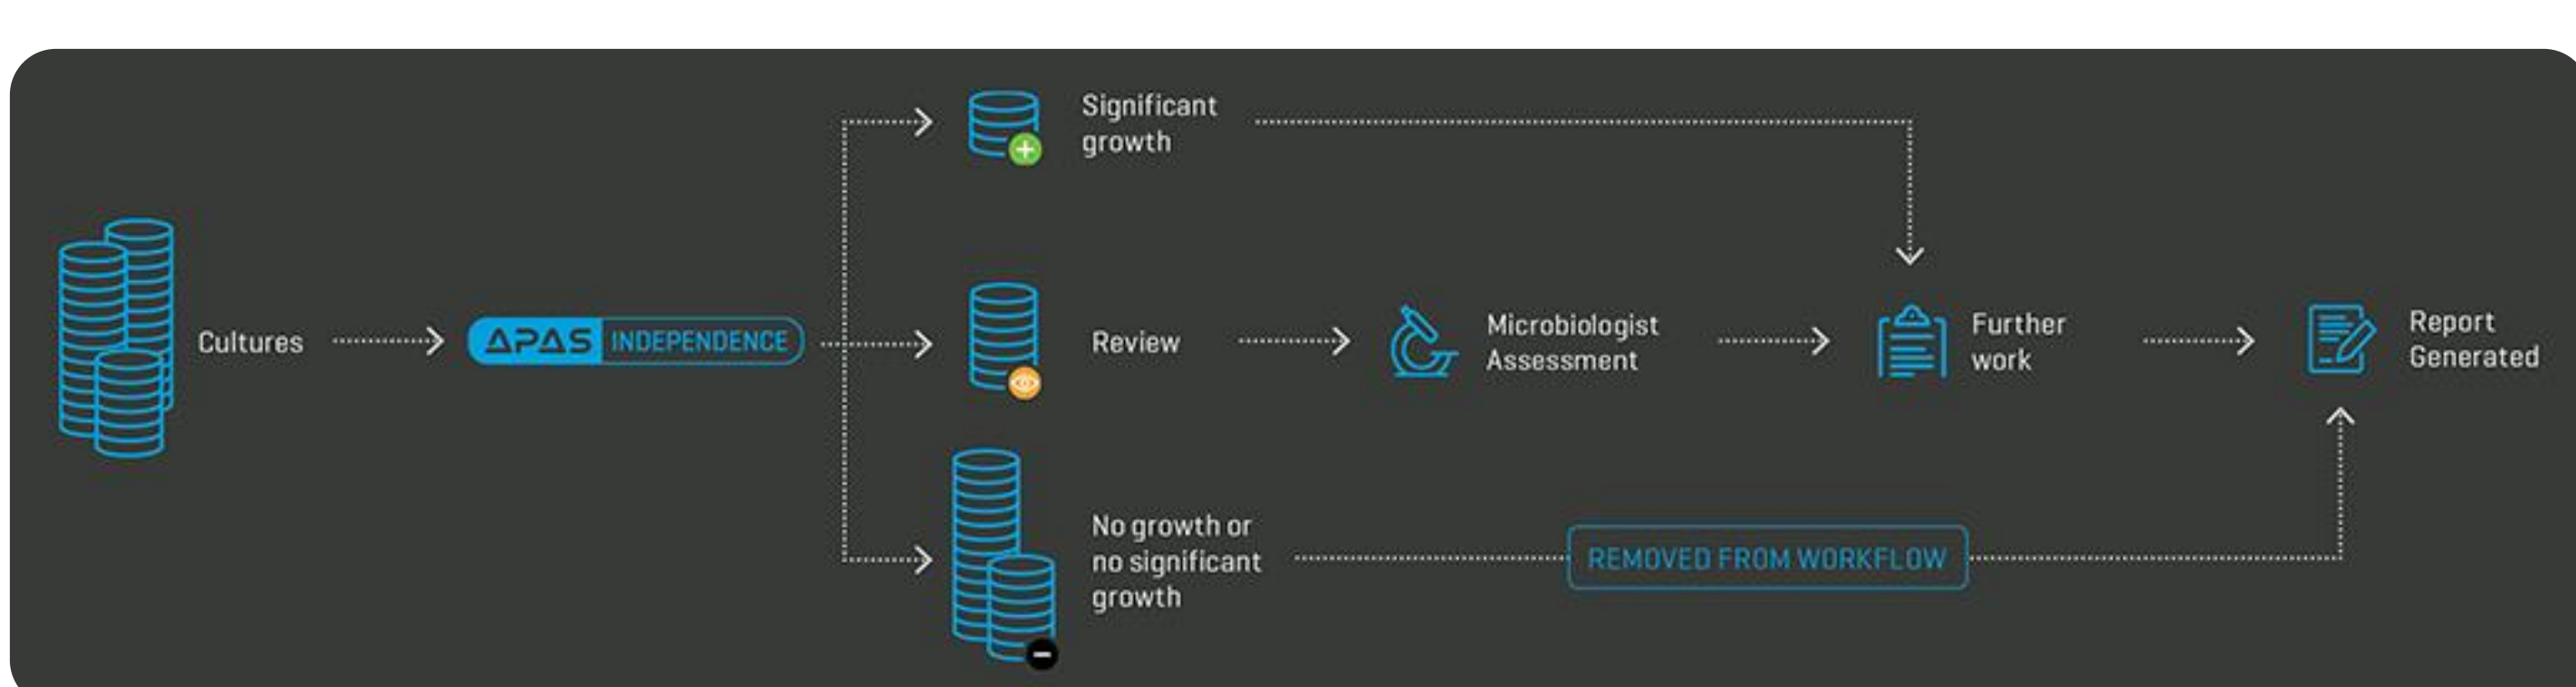 Significant
growth
Cultures
APAS INDEPENDENCE
Review
Microbiologist
Assessment
Further
work
Report
Generated
No growth or
no significant
growth
REMOVED FROM WORKFLOW